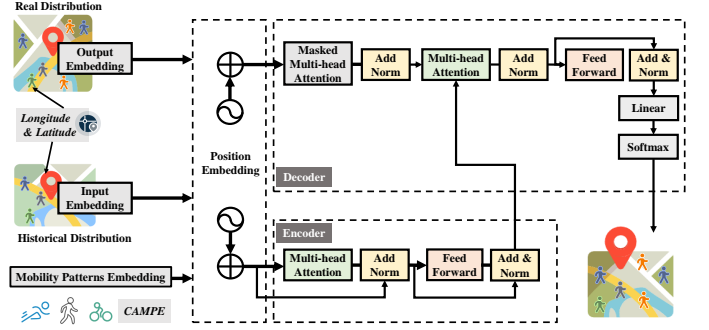 Real Distribution
Output
Embedding
Longitude
& Latitude
Input
Embedding
Historical Distribution
Mobility Patterns Embedding
CAMPE
Position
Embedding
Masked
Multi-head
Attention
Add
Norm
Multi-head
Attention
Add
Norm
Feed
Forward
Add &
Norm
Linear
Softmax
Decoder
Encoder
Multi-head
Attention
Add
Norm
Feed
Forward
Add &
Norm